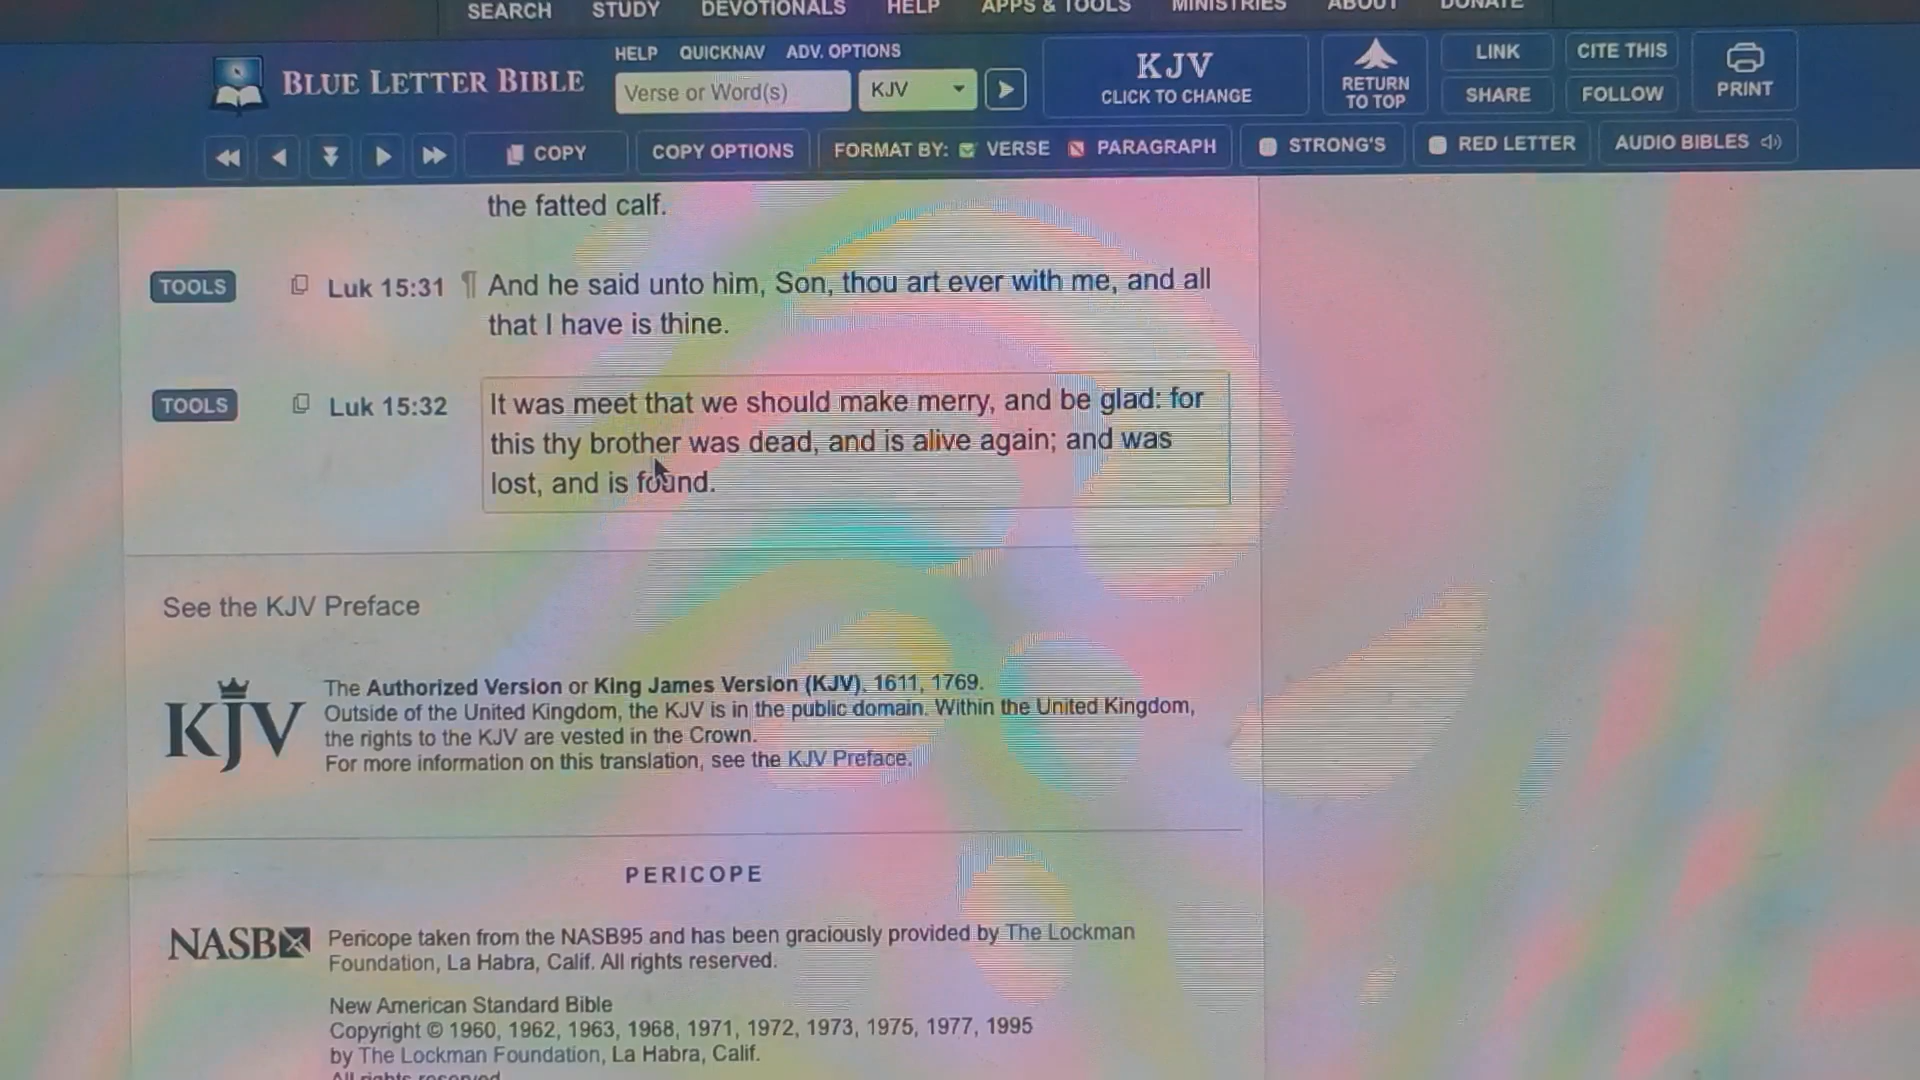 SEARCH STUDY DEVOTIONALS HELP APPS & TOOLS MINISTRIES ABOUT DONATE
HELP QUICKNAV ADV. OPTIONS
BLUE LETTER BIBLE
Verse or Word(s) KJV
KJV
CLICK TO CHANGE
RETURN
TO TOP
LINK CITE THIS
SHARE FOLLOW
PRINT
COPY COPY OPTIONS FORMAT BY: VERSE PARAGRAPH STRONG'S RED LETTER AUDIO BIBLES
the fatted calf.
TOOLS Luk 15:31 ¶ And he said unto him, Son, thou art ever with me, and all
that I have is thine.
TOOLS Luk 15:32 It was meet that we should make merry, and be glad: for
this thy brother was dead, and is alive again; and was
lost, and is found.
See the KJV Preface
KJV
The Authorized Version or King James Version (KJV), 1611, 1769.
Outside of the United Kingdom, the KJV is in the public domain. Within the United Kingdom,
the rights to the KJV are vested in the Crown.
For more information on this translation, see the KJV Preface.
PERICOPE
NASB
Pericope taken from the NASB95 and has been graciously provided by The Lockman
Foundation, La Habra, Calif. All rights reserved.
New American Standard Bible
Copyright © 1960, 1962, 1963, 1968, 1971, 1972, 1973, 1975, 1977, 1995
by The Lockman Foundation, La Habra, Calif.
All rights reserved